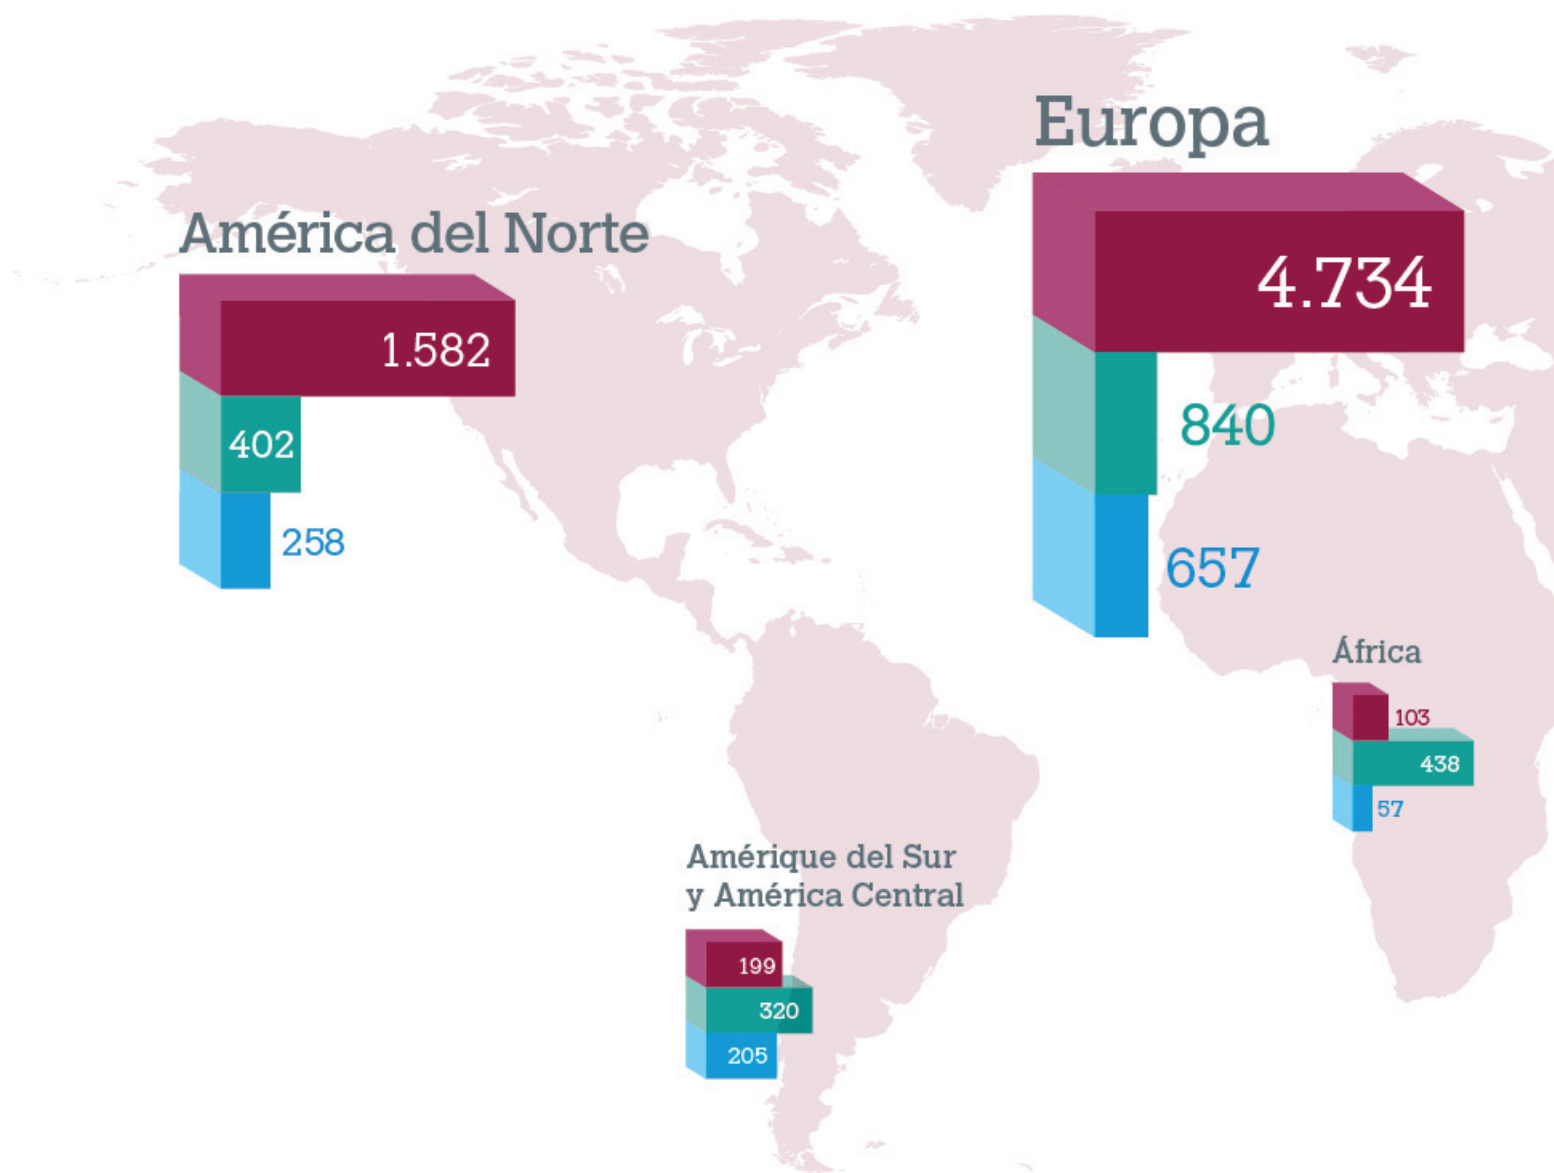 América del Norte
1.582
402
258
Europa
4.734
840
657
África
103
438
57
Amérique del Sur
y América Central
199
320
205